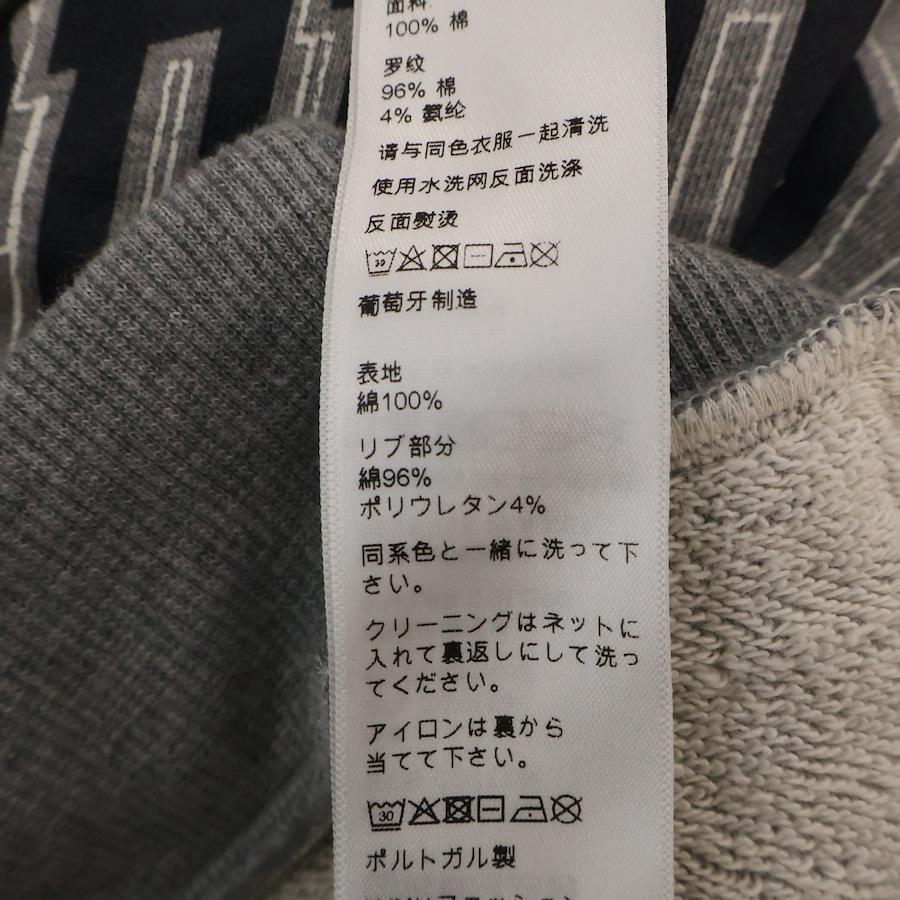 面料
100% 棉
罗纹
96% 棉
4% 氨纶
请与同色衣服一起清洗
使用水洗网反面洗涤
反面熨烫
30
葡萄牙制造
表地
綿100%
リブ部分
綿96%
ポリウレタン4%
同系色と一緒に洗って下
さい。
クリーニングはネットに
入れて裏返しにして洗っ
てください。
アイロンは裏から
当てて下さい。
30
ポルトガル製